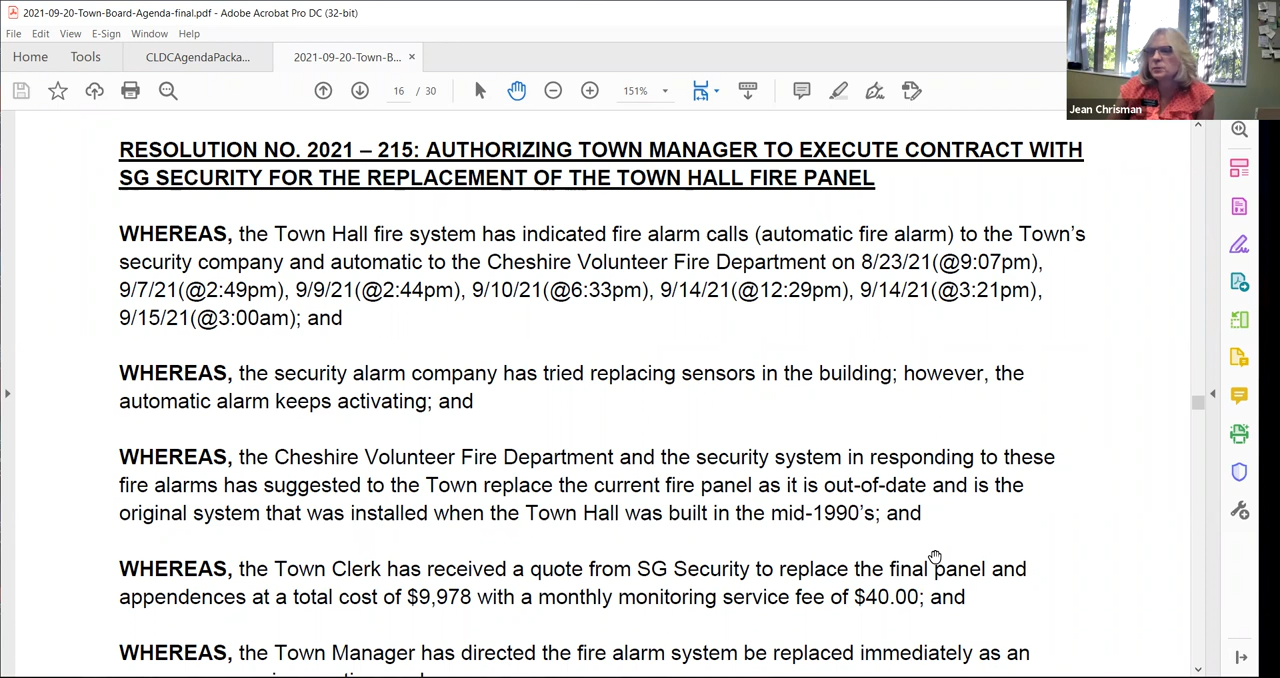 2021-09-20-Town-Board-Agenda-final.pdf - Adobe Acrobat Pro DC (32-bit)
File Edit View E-Sign Window Help
Home Tools CLDCAgendaPacka... 2021-09-20-Town-B... ×
16 / 30 151%
Jean Chrisman
RESOLUTION NO. 2021 – 215: AUTHORIZING TOWN MANAGER TO EXECUTE CONTRACT WITH
SG SECURITY FOR THE REPLACEMENT OF THE TOWN HALL FIRE PANEL
WHEREAS, the Town Hall fire system has indicated fire alarm calls (automatic fire alarm) to the Town's
security company and automatic to the Cheshire Volunteer Fire Department on 8/23/21(@9:07pm),
9/7/21(@2:49pm), 9/9/21(@2:44pm), 9/10/21(@6:33pm), 9/14/21(@12:29pm), 9/14/21(@3:21pm),
9/15/21(@3:00am); and
WHEREAS, the security alarm company has tried replacing sensors in the building; however, the
automatic alarm keeps activating; and
WHEREAS, the Cheshire Volunteer Fire Department and the security system in responding to these
fire alarms has suggested to the Town replace the current fire panel as it is out-of-date and is the
original system that was installed when the Town Hall was built in the mid-1990's; and
WHEREAS, the Town Clerk has received a quote from SG Security to replace the final panel and
appendences at a total cost of $9,978 with a monthly monitoring service fee of $40.00; and
WHEREAS, the Town Manager has directed the fire alarm system be replaced immediately as an